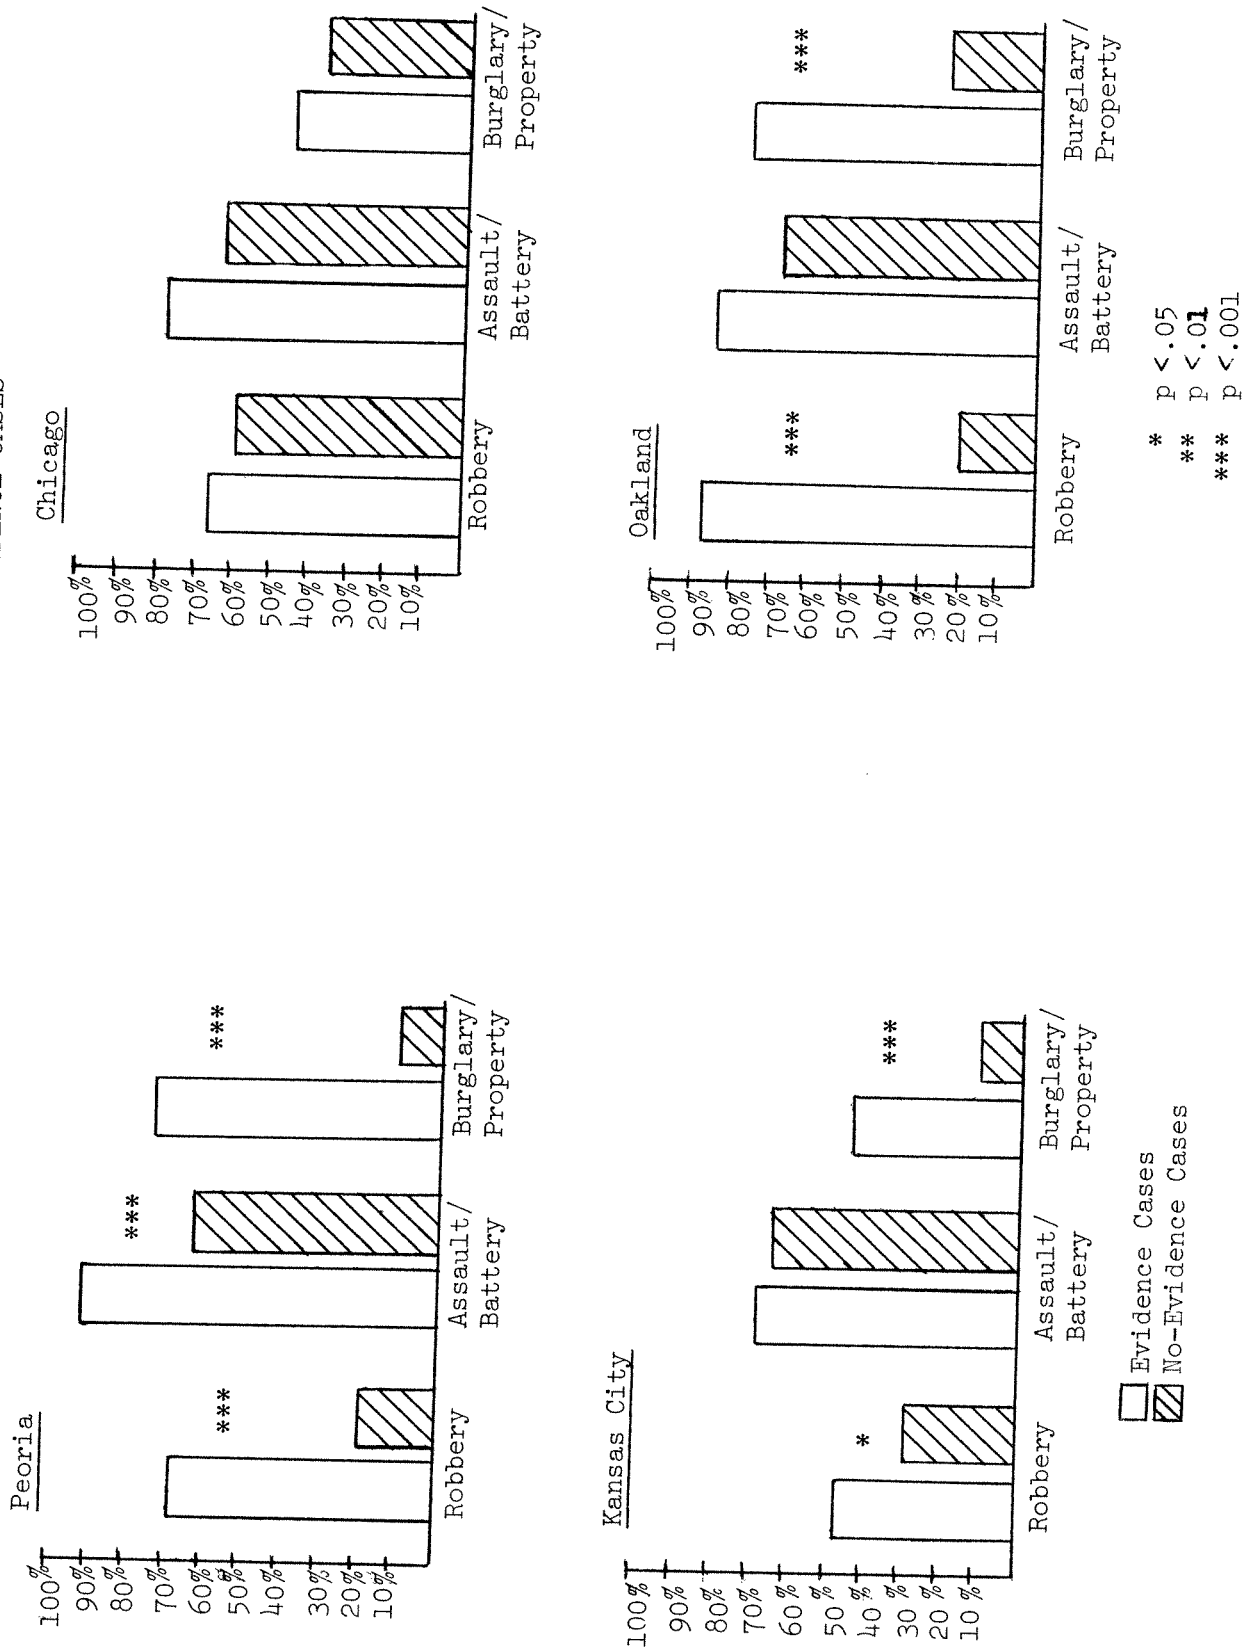 Peoria
100%
90%
80%
70%
60%
50%
40%
30%
20%
10%
***
***
***
Robbery
Assault/
Battery
Burglary/
Property
Chicago
100%
90%
80%
70%
60%
50%
40%
30%
20%
10%
Robbery
Assault/
Battery
Burglary/
Property
Kansas City
100%
90%
80%
70%
60%
50%
40%
30%
20%
10%
*
***
Robbery
Assault/
Battery
Burglary/
Property
Oakland
100%
90%
80%
70%
60%
50%
40%
30%
20%
10%
***
***
Robbery
Assault/
Battery
Burglary/
Property
Evidence Cases
No-Evidence Cases
* p <.05
** p <.01
*** p <.001